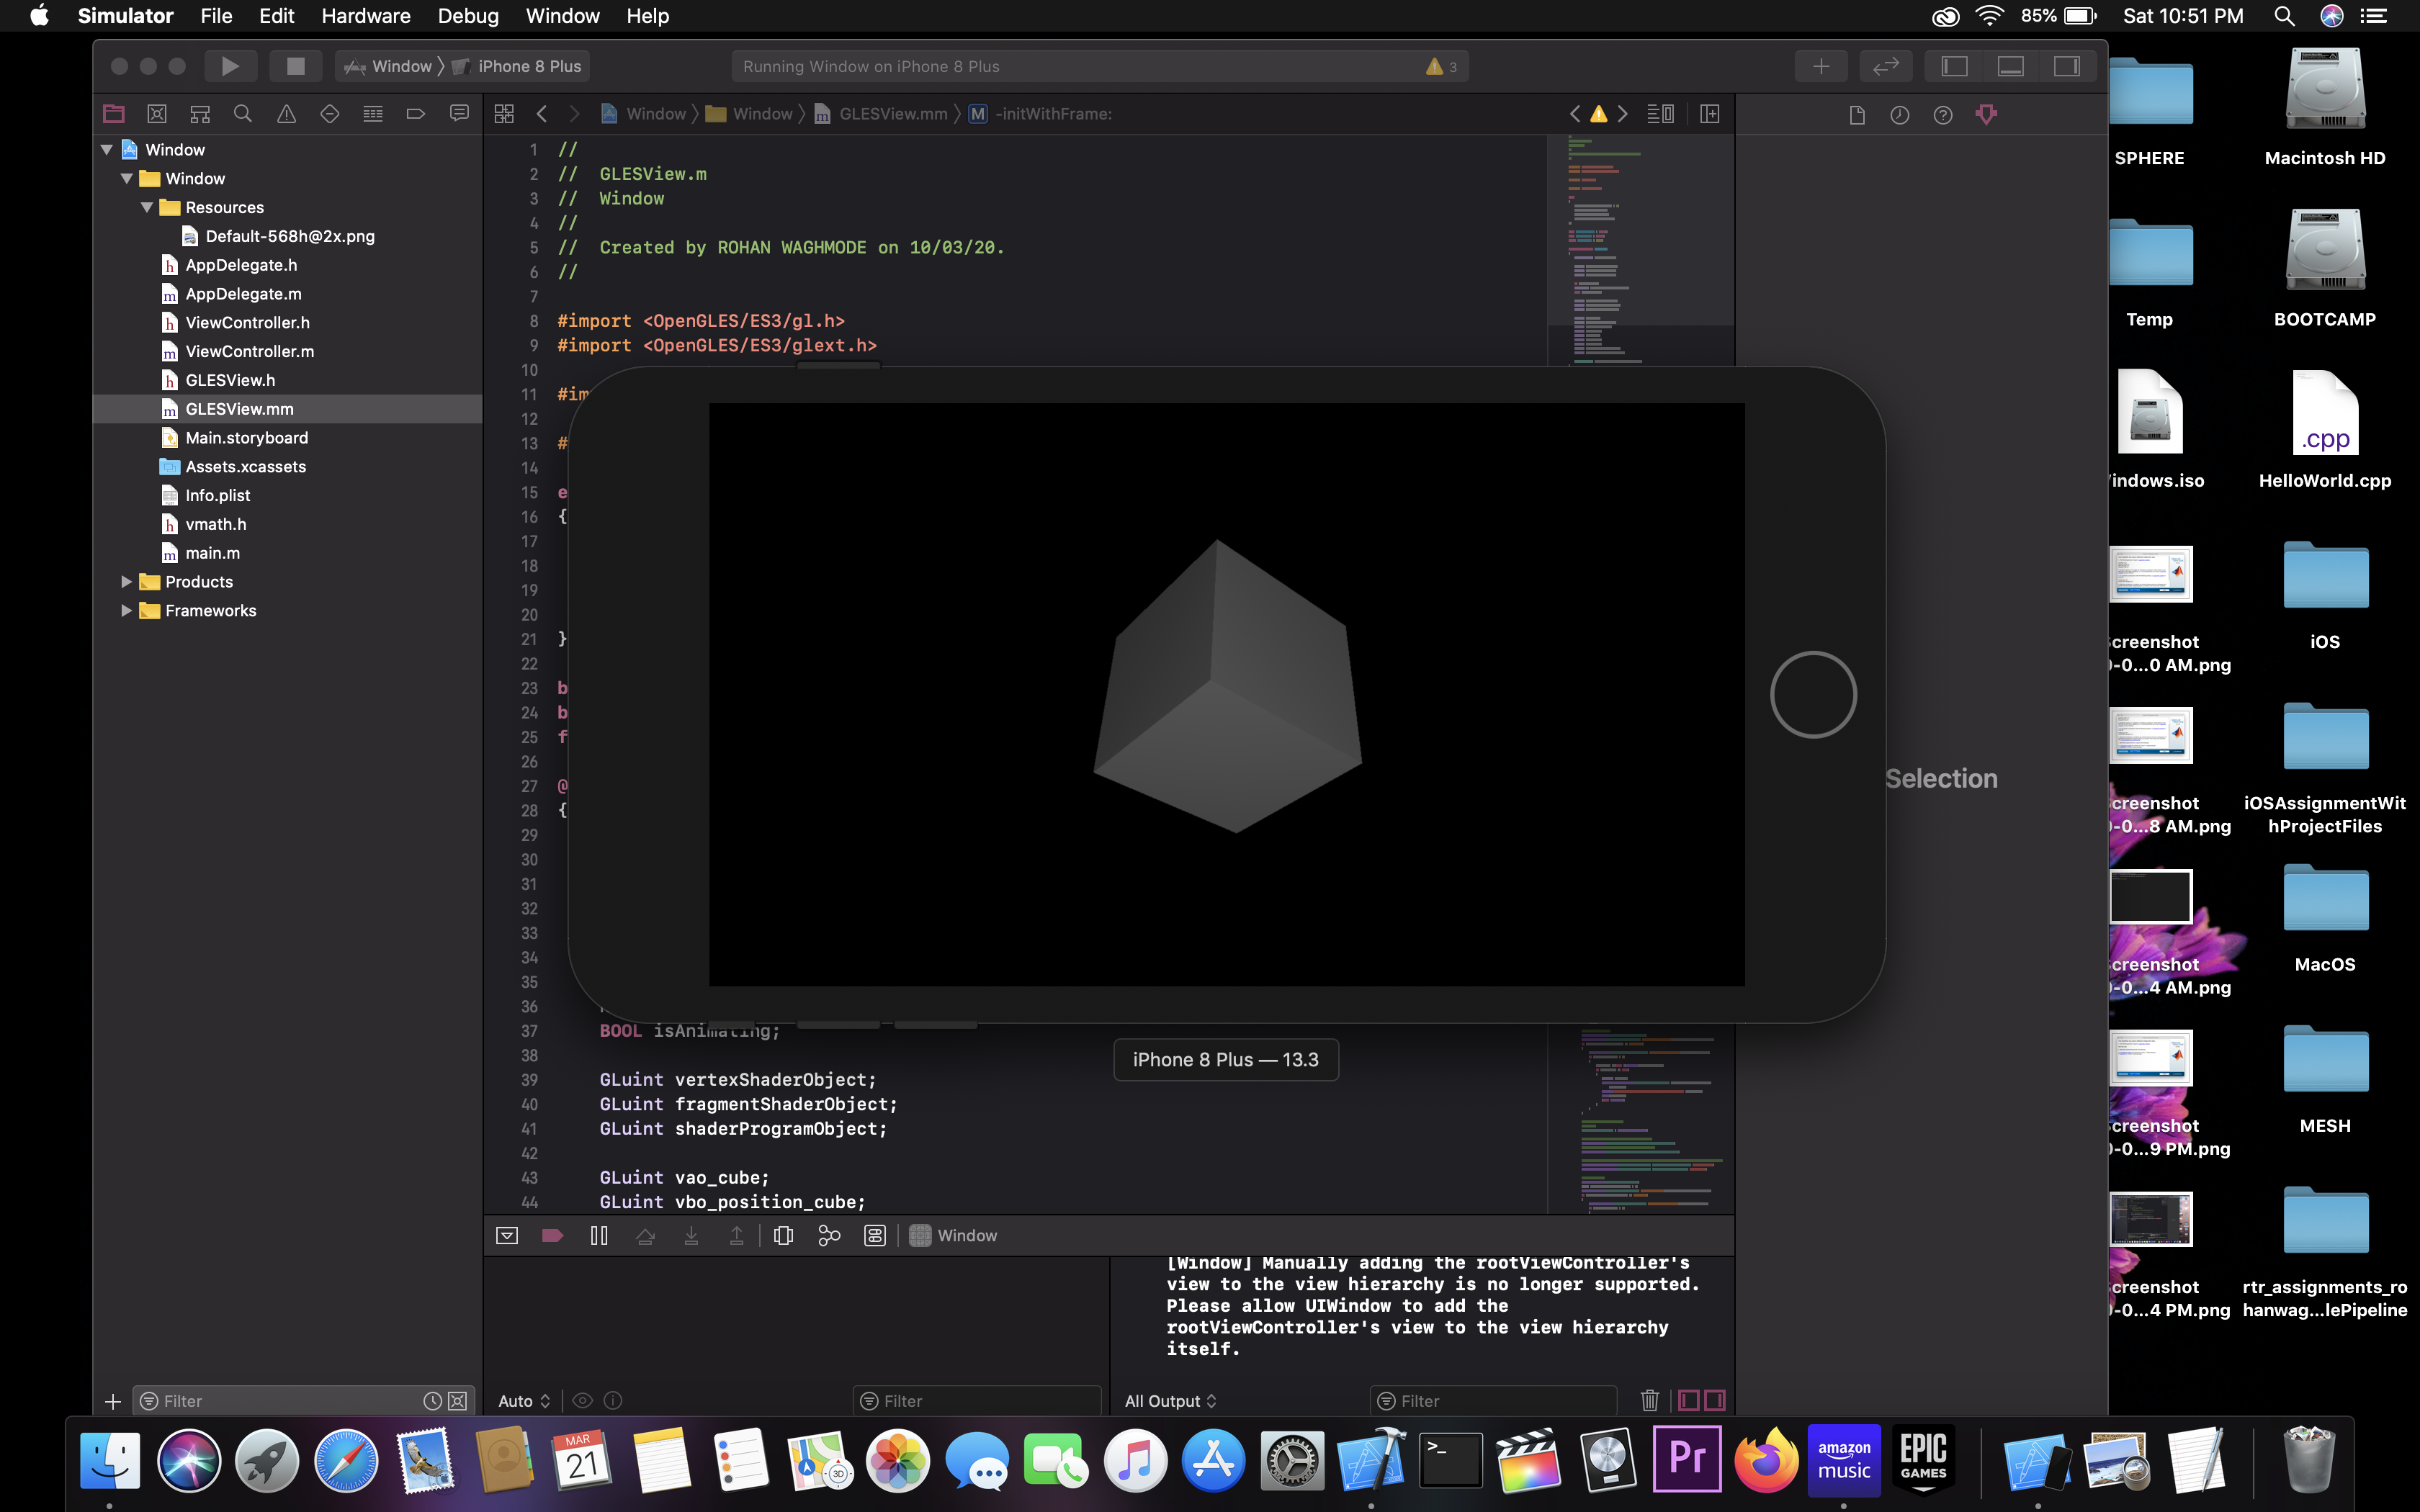 Simulator File Edit Hardware Debug Window Help
85% Sat 10:51 PM
Window iPhone 8 Plus
Running Window on iPhone 8 Plus
3
Window Window GLESView.mm M -initWithFrame:
Window
Window
Resources
Default-568h@2x.png
h AppDelegate.h
m AppDelegate.m
h ViewController.h
m ViewController.m
h GLESView.h
m GLESView.mm
Main.storyboard
Assets.xcassets
Info.plist
h vmath.h
m main.m
Products
Frameworks
Filter
1 //
2 // GLESView.m
3 // Window
4 //
5 // Created by ROHAN WAGHMODE on 10/03/20.
6 //
7
8 #import <OpenGLES/ES3/gl.h>
9 #import <OpenGLES/ES3/glext.h>
10
11 #im
12
13 #
14
15 e
16 {
17
18
19
20
21 }
22
23 b
24 b
25 f
26
27 @
28 {
29
30
31
32
33
34
35
36
37 BOOL isAnimating;
38
39 GLuint vertexShaderObject;
40 GLuint fragmentShaderObject;
41 GLuint shaderProgramObject;
42
43 GLuint vao_cube;
44 GLuint vbo_position_cube;
iPhone 8 Plus — 13.3
Selection
Window
[Window] Manually adding the rootViewController's
view to the view hierarchy is no longer supported.
Please allow UIWindow to add the
rootViewController's view to the view hierarchy
itself.
Auto
Filter
All Output
Filter
SPHERE
Macintosh HD
Temp
BOOTCAMP
indows.iso
.cpp
HelloWorld.cpp
creenshot
0-0...0 AM.png
iOS
creenshot
0-0...8 AM.png
iOSAssignmentWit
hProjectFiles
creenshot
0-0...4 AM.png
MacOS
creenshot
0-0...9 PM.png
MESH
creenshot
0-0...4 PM.png
rtr_assignments_ro
hanwag...lePipeline
MAR
21
3D
>_
Pr
amazon
music
EPIC
GAMES